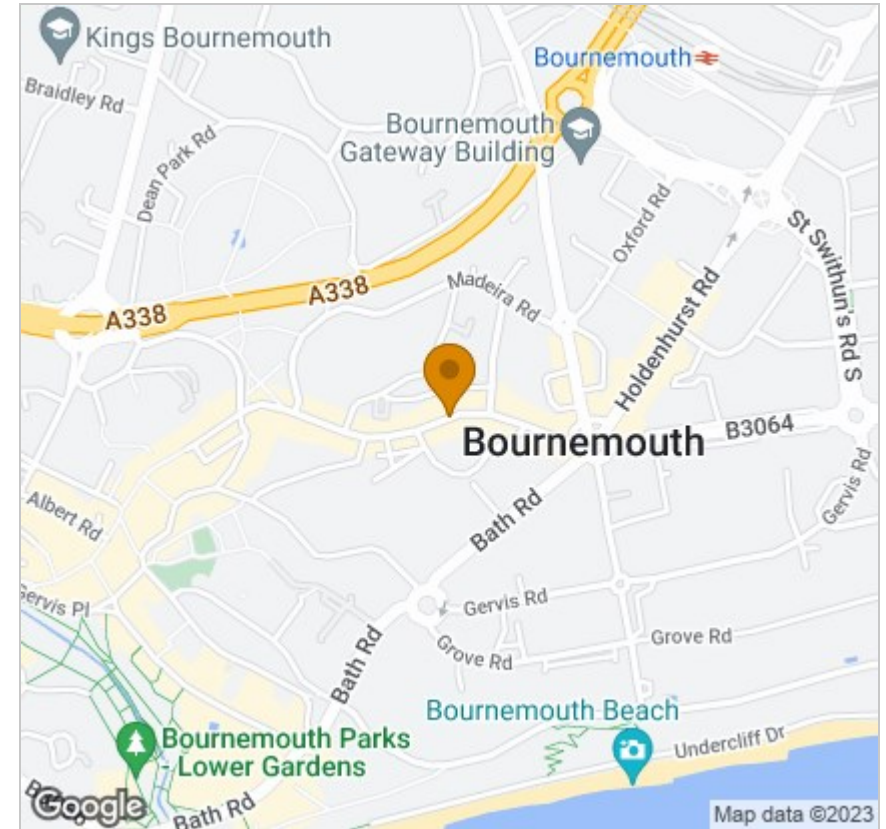 Kings Bournemouth
Bournemouth
Braidley Rd
Dean Park Rd
Bournemouth
Gateway Building
Oxford Rd
St Swithun's Rd S
Madeira Rd
A338
A338
Holdenhurst Rd
Bournemouth
B3064
Albert Rd
Bath Rd
Gervis Rd
Gervis Pl
Gervis Rd
Grove Rd
Grove Rd
Bath Rd
Bournemouth Beach
Undercliff Dr
Bournemouth Parks
- Lower Gardens
Bath Rd
Google
Map data ©2023